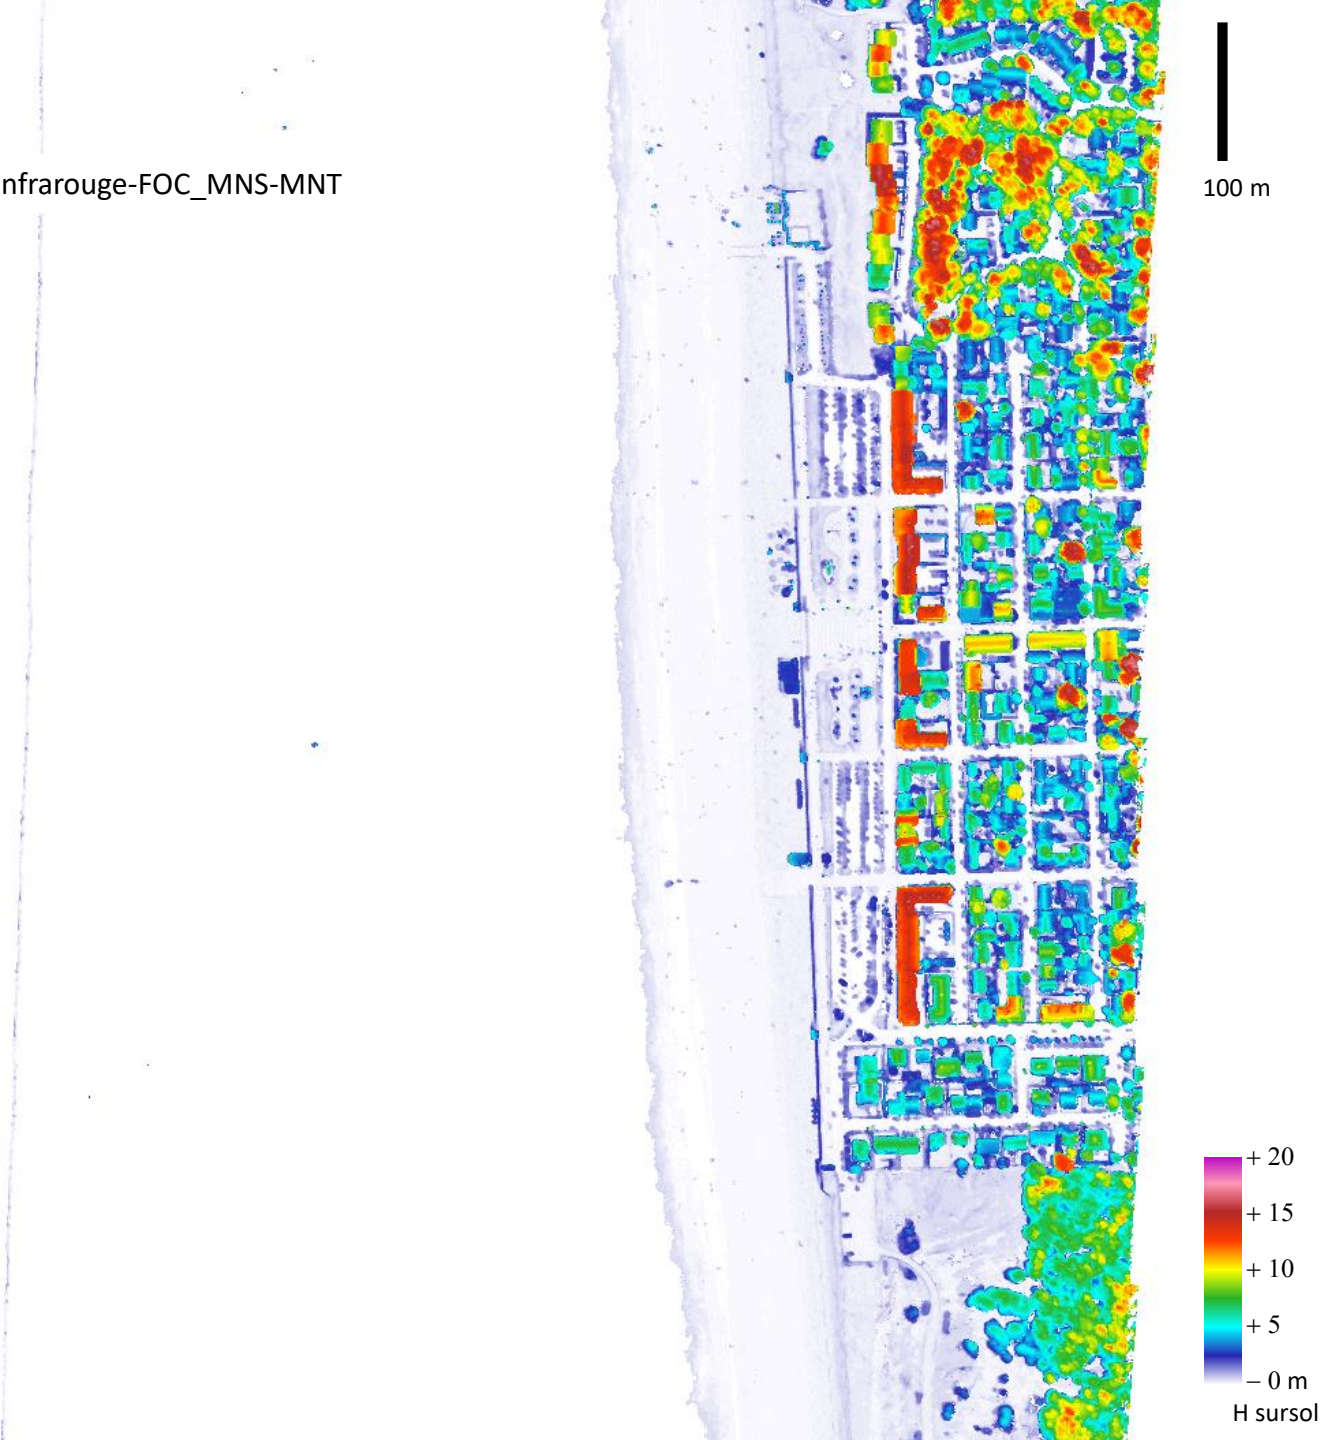 nfrarouge-FOC_MNS-MNT
100 m
+ 20
+ 15
+ 10
+ 5
– 0 m
H sursol